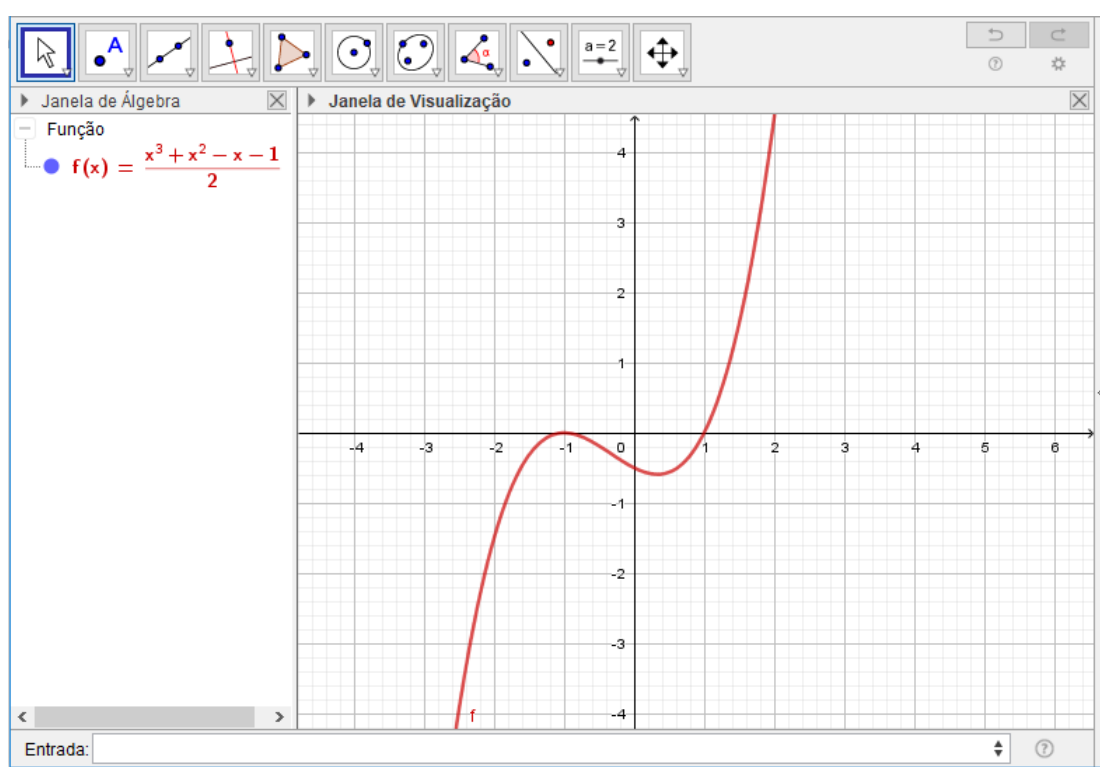 A
α
a=2
Janela de Álgebra
Janela de Visualização
Função
f(x) = (x³ + x² − x − 1)/2
4
3
2
1
-4 -3 -2 -1 0 1 2 3 4 5 6
-1
-2
-3
-4
f
Entrada: